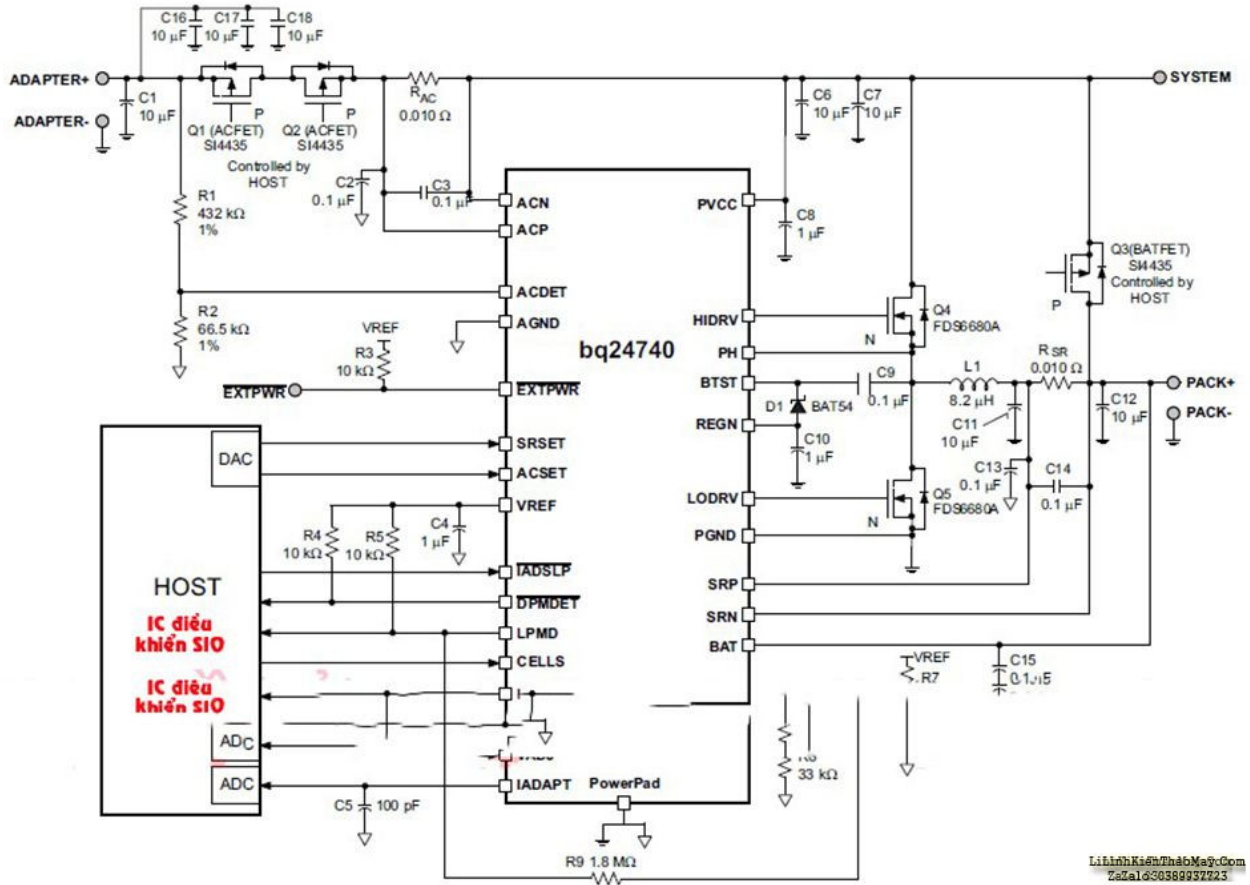 C16
10 µF
C17
10 µF
C18
10 µF
ADAPTER+
ADAPTER-
C1
10 µF
P
Q1 (ACFET)
SI4435
P
Q2 (ACFET)
SI4435
Controlled by
HOST
RAC
0.010 Ω
C6
10 µF
C7
10 µF
SYSTEM
C2
0.1 µF
C3
0.1 µF
R1
432 kΩ
1%
R2
66.5 kΩ
1%
ACN
ACP
ACDET
AGND
PVCC
C8
1 µF
Q3(BATFET)
SI4435
Controlled by
HOST
P
VREF
R3
10 kΩ
EXTPWR
EXTPWR
bq24740
HIDRV
PH
BTST
REGN
N
Q4
FDS6680A
C9
0.1 µF
D1
BAT54
C10
1 µF
L1
8.2 µH
RSR
0.010 Ω
C11
10 µF
C12
10 µF
PACK+
PACK-
C13
0.1 µF
C14
0.1 µF
DAC
SRSET
ACSET
VREF
R4
10 kΩ
R5
10 kΩ
C4
1 µF
LODRV
PGND
N
Q5
FDS6680A
HOST
IC điều
khiển SIO
IC điều
khiển SIO
IADSLP
DPMDET
LPMD
CELLS
SRP
SRN
BAT
VREF
R7
C15
ADC
ADC
IADAPT
C5
100 pF
PowerPad
33 kΩ
R9 1.8 MΩ